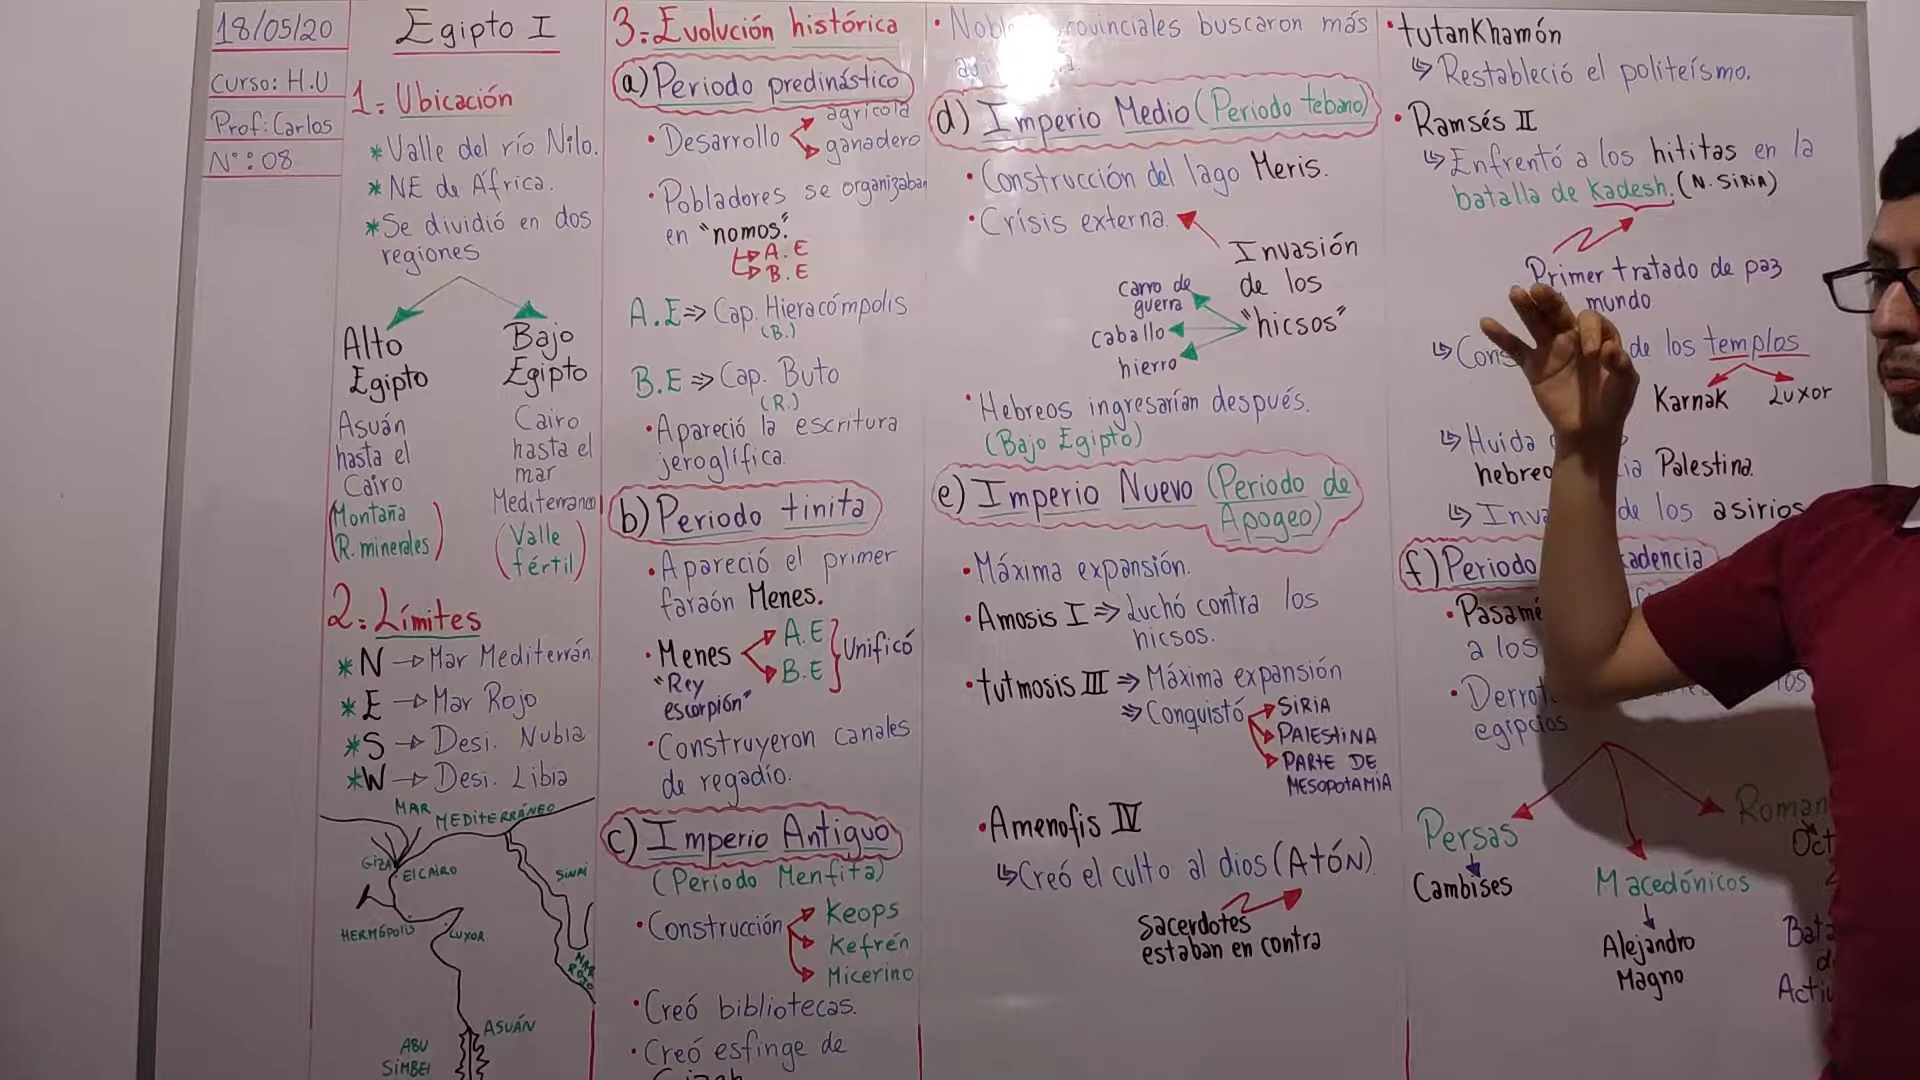 18/05/20
Curso: H.U
Prof: Carlos
N°: 08
Egipto I
1. Ubicación
* Valle del río Nilo.
* NE de África.
* Se dividió en dos
regiones
Alto
Egipto
Asuán
hasta el
Cairo
(Montaña
R. minerales)
Bajo
Egipto
Cairo
hasta el
mar
Mediterraneo
(Valle
fértil)
2. Límites
* N → Mar Mediterrán
* E → Mar Rojo
* S → Desi. Nubia
* W → Desi. Libia
MAR MEDITERRÁNEO
GIZA
El CAIRO
SINAÍ
HERMÓPOLIS
LUXOR
MAR
ROJO
ASUÁN
ABU
SIMBEl
3. Evolución histórica
a) Periodo predinástico
• Desarrollo
agrícola
ganadero
• Pobladores se organizaban
en "nomos".
A.E
B.E
A.E ⇒ Cap. Hieracómpolis
(B.)
B.E ⇒ Cap. Buto
(R.)
• Apareció la escritura
jeroglífica.
b) Periodo tinita
• Apareció el primer
faraón Menes.
• Menes
A.E
B.E
} Unificó
"Rey
escorpión"
• Construyeron canales
de regadío.
c) Imperio Antiguo
(Periodo Menfita)
• Construcción
Keops
Kefrén
Micerino
• Creó bibliotecas.
• Creó esfinge de
• provinciales buscaron más
d) Imperio Medio (Periodo tebano)
• Construcción del lago Meris.
• Crisis externa.
Invasión
de los
"hicsos"
carro de
guerra
caballo
hierro
• Hebreos ingresarían después.
(Bajo Egipto)
e) Imperio Nuevo (Periodo de
Apogeo)
• Máxima expansión.
• Amosis I ⇒ Luchó contra los
hicsos.
• tutmosis III ⇒ Máxima expansión
⇒ Conquistó
SIRIA
PALESTINA
PARTE DE
MESOPOTAMIA
• Amenofis IV
↳ Creó el culto al dios (ATÓN).
Sacerdotes
estaban en contra
• tutanKhamón
↳ Restableció el politeísmo.
• Ramsés II
↳ Enfrentó a los hititas en la
batalla de Kadesh. (N. SIRIA)
Primer tratado de paz
mundo
↳ de los templos
Karnak
Luxor
↳ Huida
Palestina.
↳ de los asirios
f) Periodo
a los
•
egipcios
Persas
Cambises
Macedónicos
Alejandro
Magno